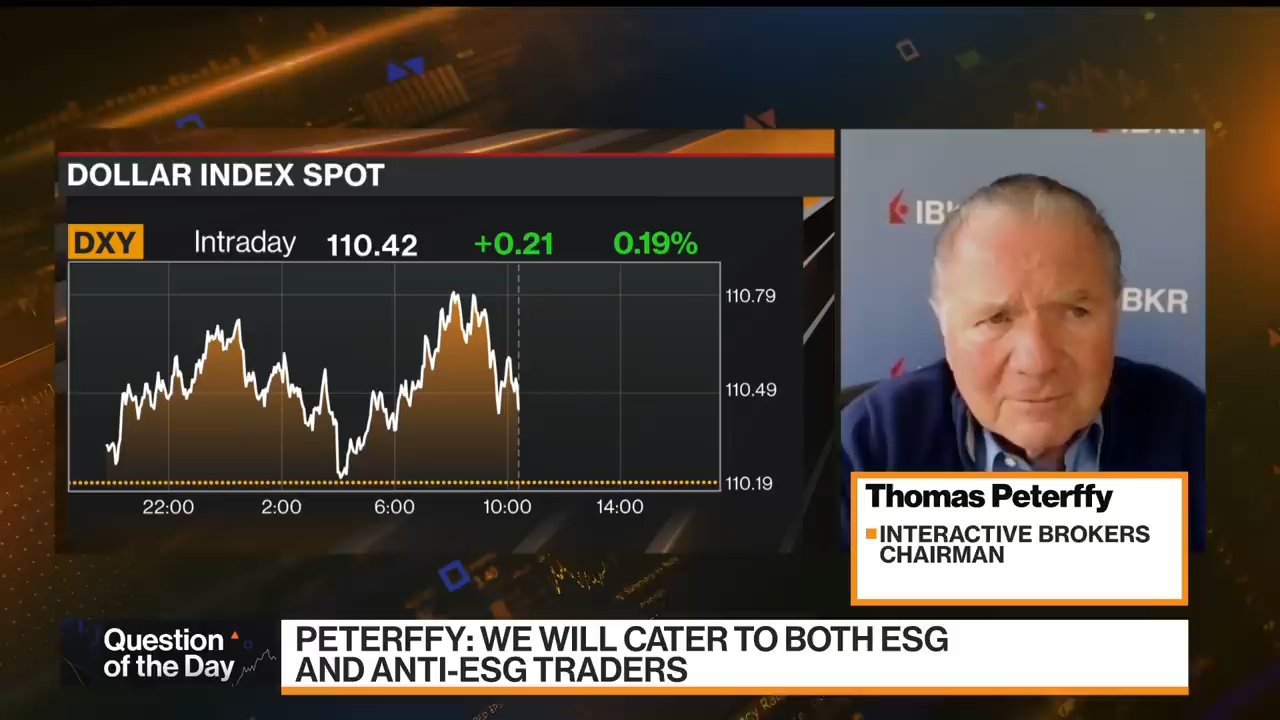 DOLLAR INDEX SPOT
DXY Intraday 110.42 +0.21 0.19%
110.79
110.49
110.19
22:00 2:00 6:00 10:00 14:00
IBKR
BKR
Thomas Peterffy
INTERACTIVE BROKERS
CHAIRMAN
Question
of the Day
PETERFFY: WE WILL CATER TO BOTH ESG
AND ANTI-ESG TRADERS